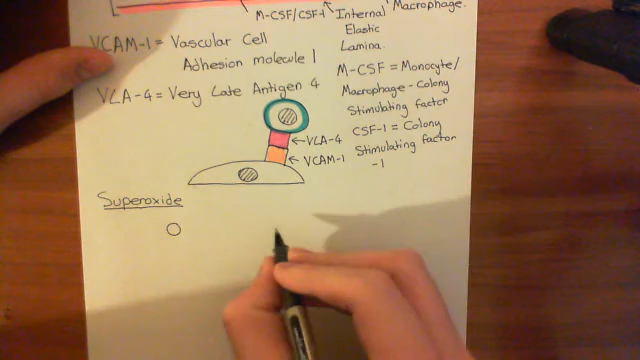 M-CSF/CSF-1
Internal
Elastic
Lamina.
Macrophage.
VCAM-1 = Vascular Cell
Adhesion molecule 1
VLA-4 = Very Late Antigen 4
M-CSF = Monocyte/
Macrophage - Colony
Stimulating factor
CSF-1 = Colony
Stimulating factor
-1
VLA-4
VCAM-1
Superoxide
O